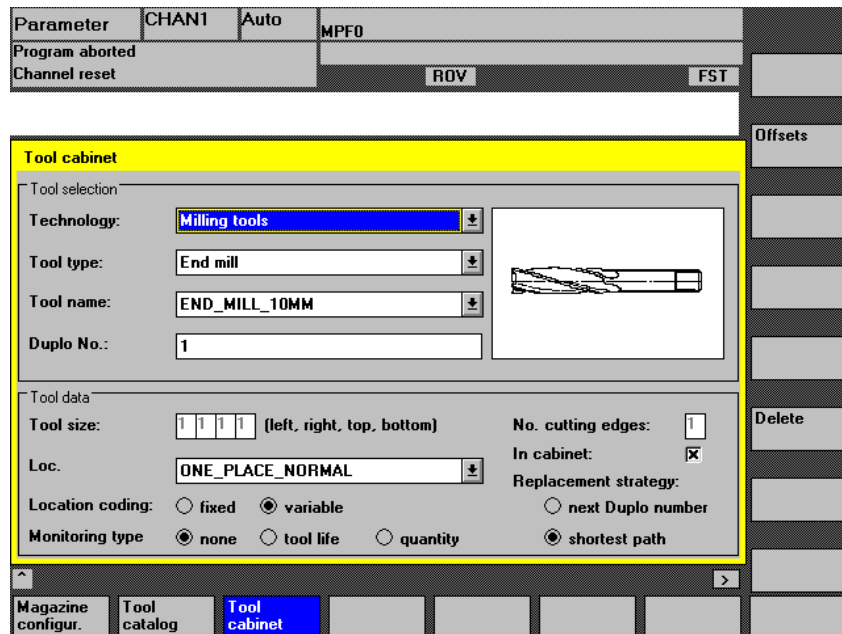 Parameter CHAN1 Auto MPF0
Program aborted
Channel reset ROV FST
Offsets
Tool cabinet
Tool selection
Technology: Milling tools
Tool type: End mill
Tool name: END_MILL_10MM
Duplo No.: 1
Tool data
Tool size: 1 1 1 1 (left, right, top, bottom) No. cutting edges: 1
Delete
In cabinet:
Loc. ONE_PLACE_NORMAL
Replacement strategy:
Location coding: fixed variable next Duplo number
Monitoring type none tool life quantity shortest path
^ >
Magazine configur. Tool catalog Tool cabinet